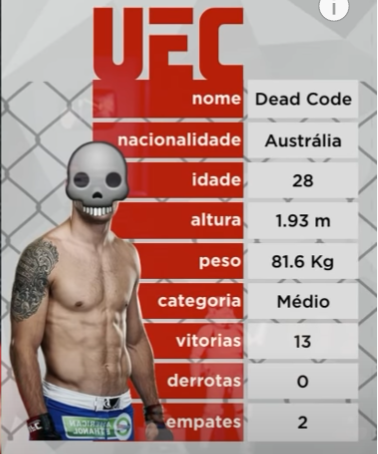 UFC
nome Dead Code
nacionalidade Austrália
idade 28
altura 1.93 m
peso 81.6 Kg
categoria Médio
vitorias 13
derrotas 0
empates 2